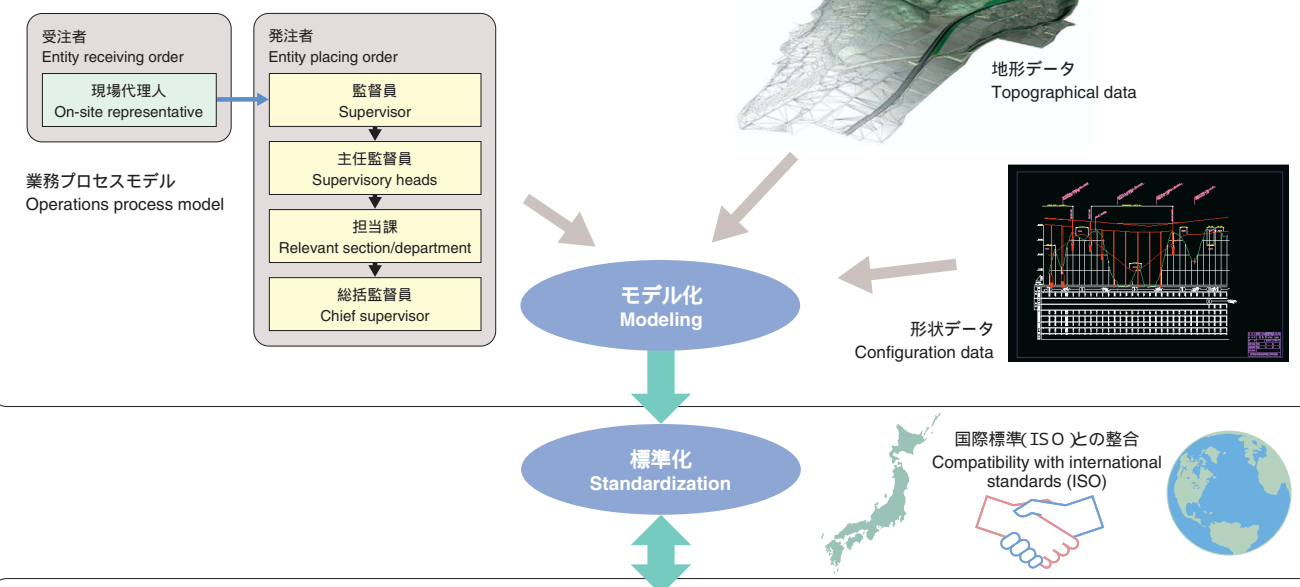 受注者
Entity receiving order
現場代理人
On-site representative
発注者
Entity placing order
監督員
Supervisor
主任監督員
Supervisory heads
担当課
Relevant section/department
総括監督員
Chief supervisor
業務プロセスモデル
Operations process model
地形データ
Topographical data
形状データ
Configuration data
モデル化
Modeling
標準化
Standardization
国際標準(ISO)との整合
Compatibility with international
standards (ISO)